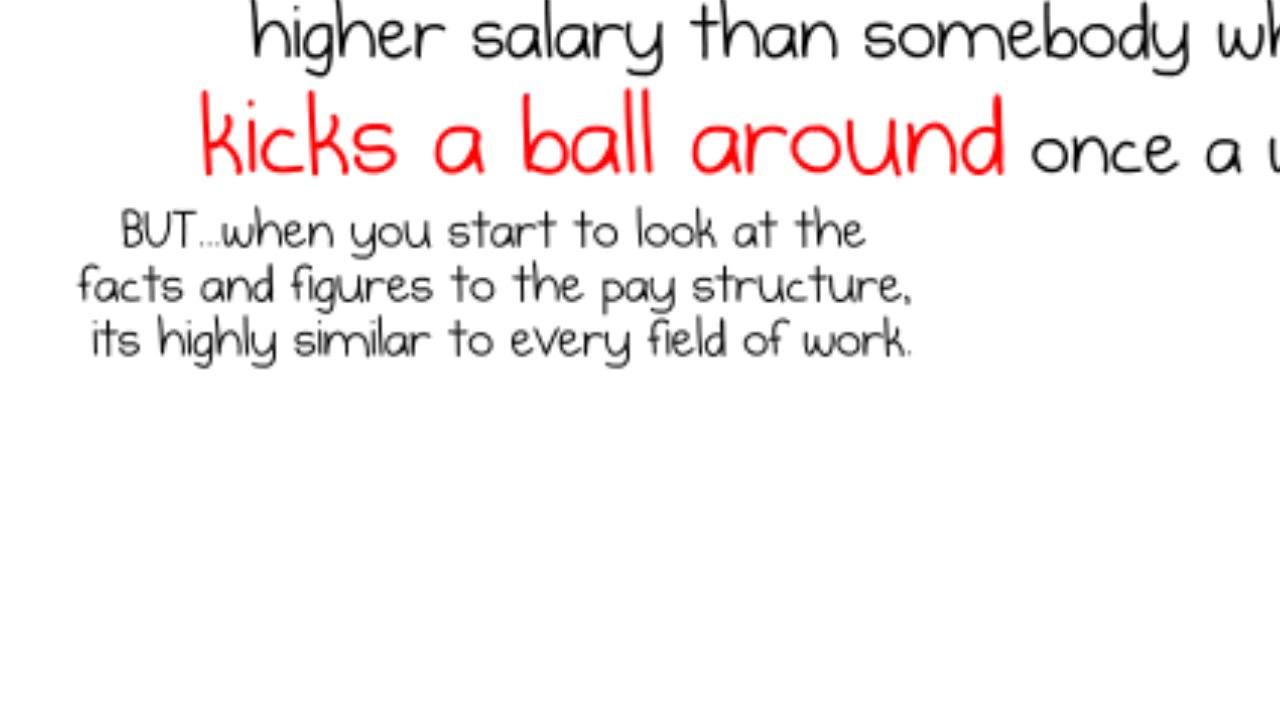 higher salary than somebody
kicks a ball around once a
BUT...when you start to look at the
facts and figures to the pay structure,
its highly similar to every field of work.